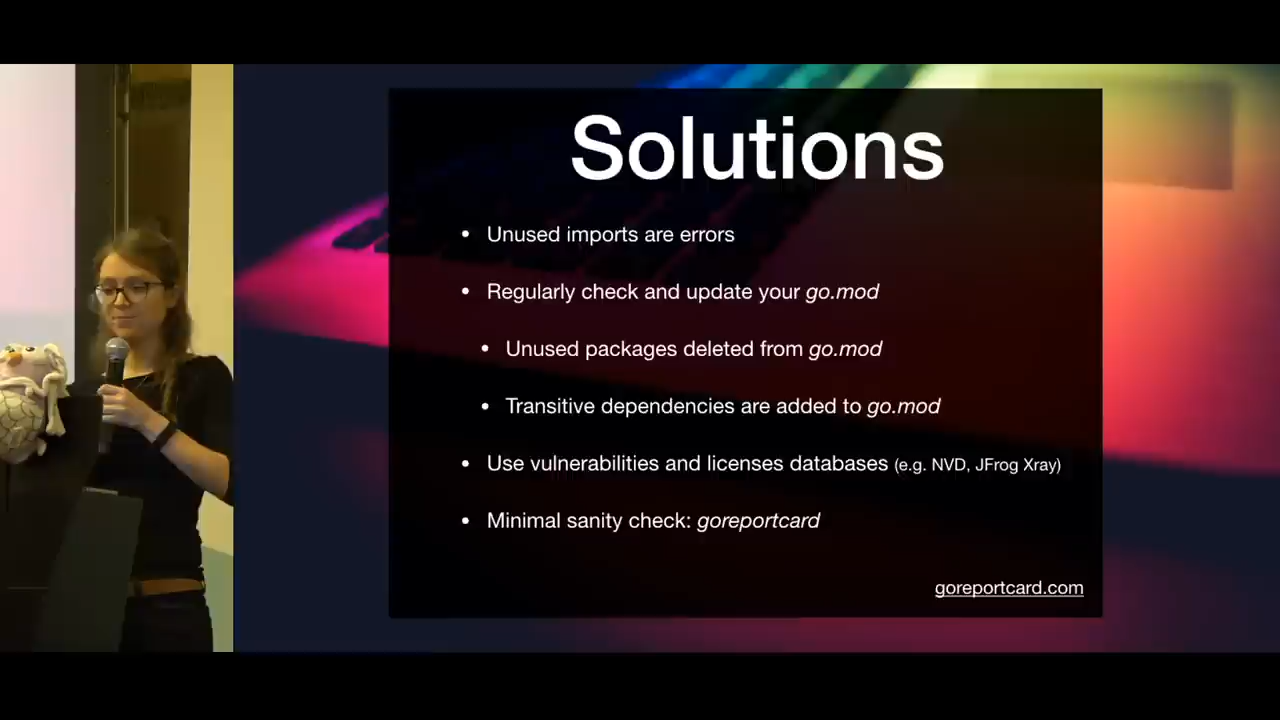 Solutions
• Unused imports are errors
• Regularly check and update your go.mod
• Unused packages deleted from go.mod
• Transitive dependencies are added to go.mod
• Use vulnerabilities and licenses databases (e.g. NVD, JFrog Xray)
• Minimal sanity check: goreportcard
goreportcard.com